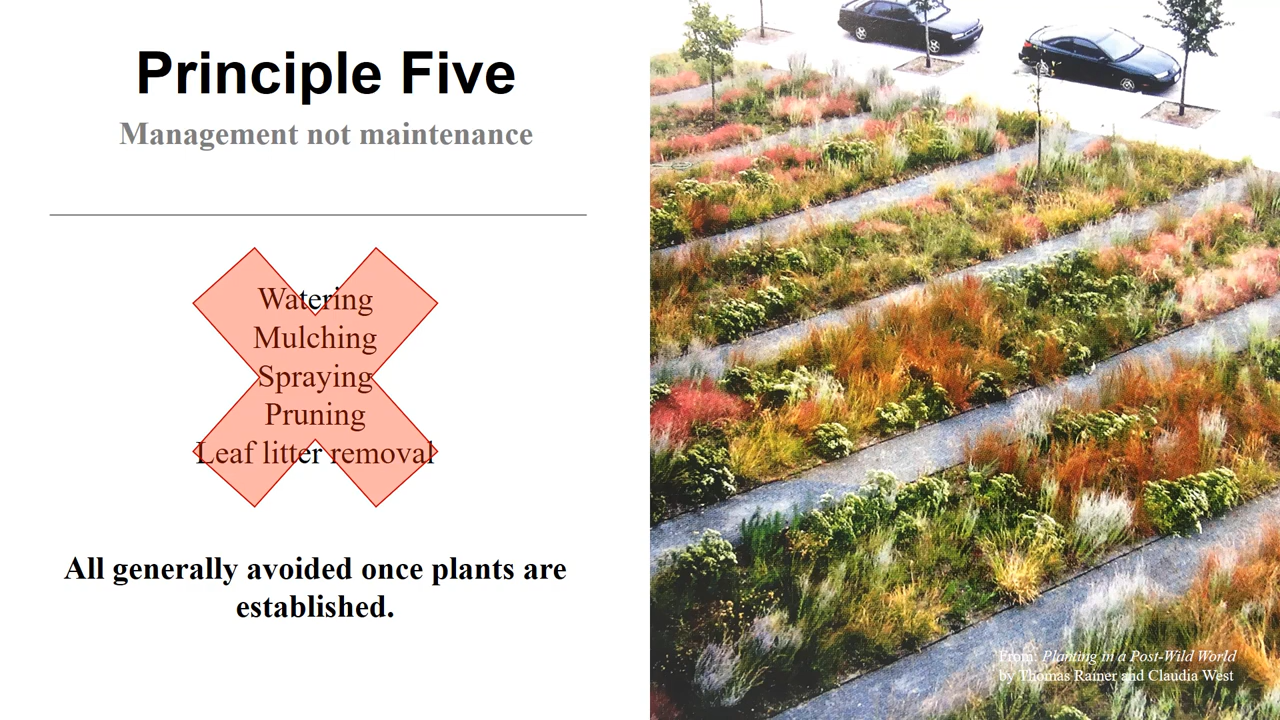 Principle Five
Management not maintenance
Watering
Mulching
Spraying
Pruning
Leaf litter removal
All generally avoided once plants are
established.
From: Planting in a Post-Wild World
by Thomas Rainer and Claudia West